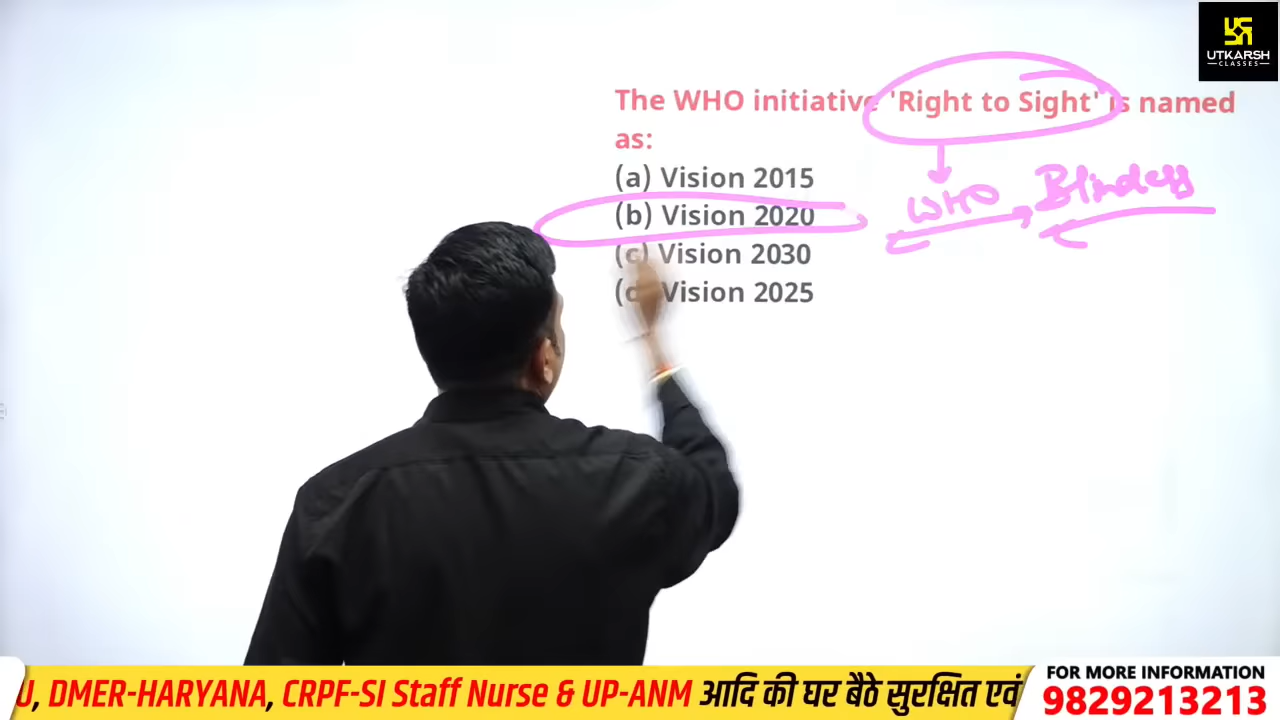 UTKARSH
CLASSES
The WHO initiative 'Right to Sight' is named
as:
(a) Vision 2015
(b) Vision 2020
(c) Vision 2030
(d) Vision 2025
WHO
Blindess
U, DMER-HARYANA, CRPF-SI Staff Nurse & UP-ANM आदि की घर बैठे सुरक्षित एवं
FOR MORE INFORMATION
9829213213